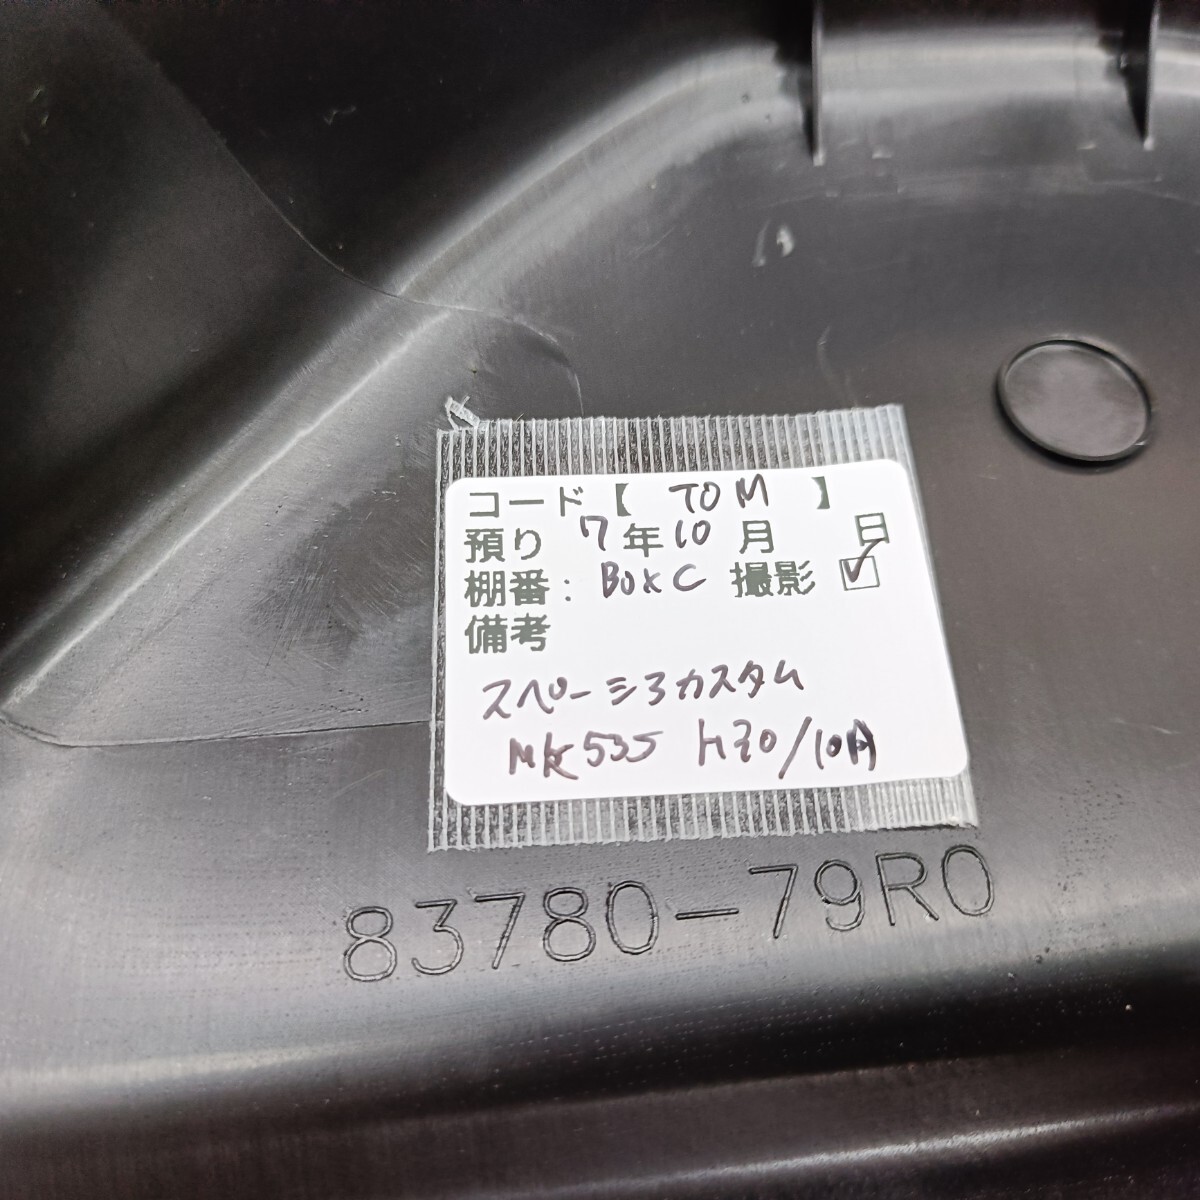 コード【 TOM 】
預り 7年10月 日
棚番: BOXC 撮影 ☑
備考
スペーシアカスタム
MK53S H30/10月
83780-79R0